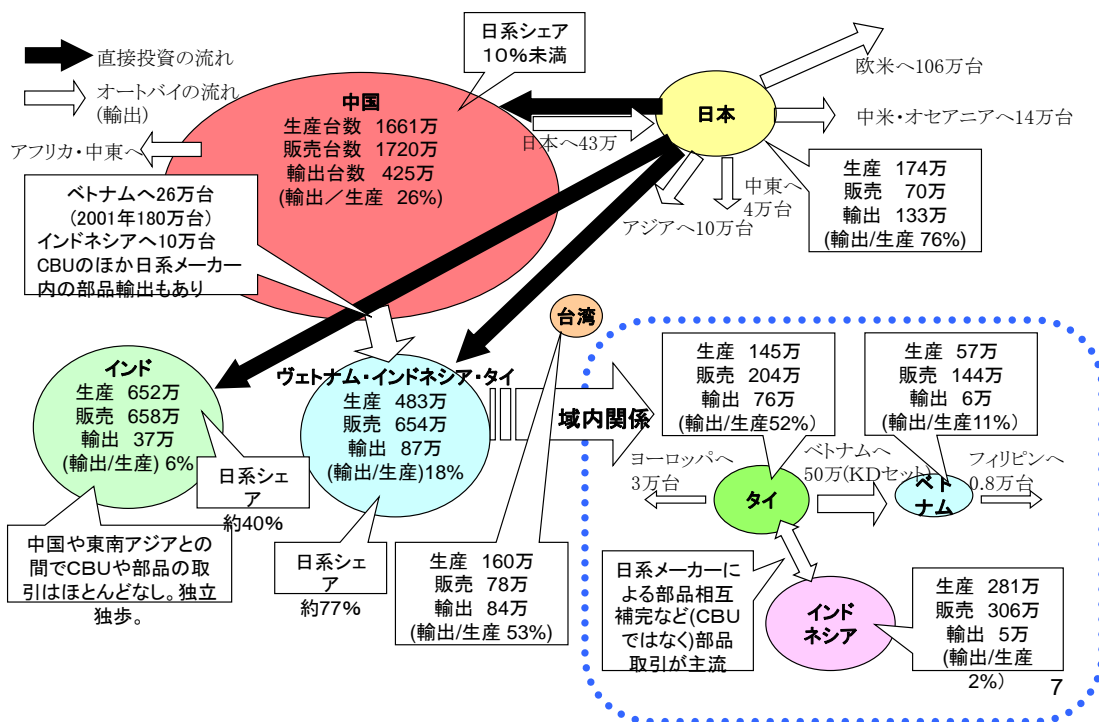 直接投資の流れ
オートバイの流れ
(輸出)
アフリカ・中東へ
日系シェア
10％未満
中国
生産台数 1661万
販売台数 1720万
輸出台数 425万
(輸出／生産 26%)
日本へ43万
日本
欧米へ106万台
中米・オセアニアへ14万台
中東へ
4万台
アジアへ10万台
生産 174万
販売 70万
輸出 133万
(輸出/生産 76%)
ベトナムへ26万台
（2001年180万台）
インドネシアへ10万台
CBUのほか日系メーカー
内の部品輸出もあり
台湾
インド
生産 652万
販売 658万
輸出 37万
(輸出/生産) 6%
日系シェ
ア
約40%
中国や東南アジアとの
間でCBUや部品の取
引はほとんどなし。独立
独歩。
ヴェトナム・インドネシア・タイ
生産 483万
販売 654万
輸出 87万
(輸出/生産)18%
日系シェ
ア
約77%
生産 160万
販売 78万
輸出 84万
(輸出/生産 53%)
域内関係
生産 145万
販売 204万
輸出 76万
(輸出/生産52%)
生産 57万
販売 144万
輸出 6万
(輸出/生産11%)
ヨーロッパへ
3万台
タイ
ベトナムへ
50万(KDセット)
ベト
ナム
フィリピンへ
0.8万台
日系メーカーに
よる部品相互
補完など(CBU
ではなく)部品
取引が主流
インド
ネシア
生産 281万
販売 306万
輸出 5万
(輸出/生産
2%）
7